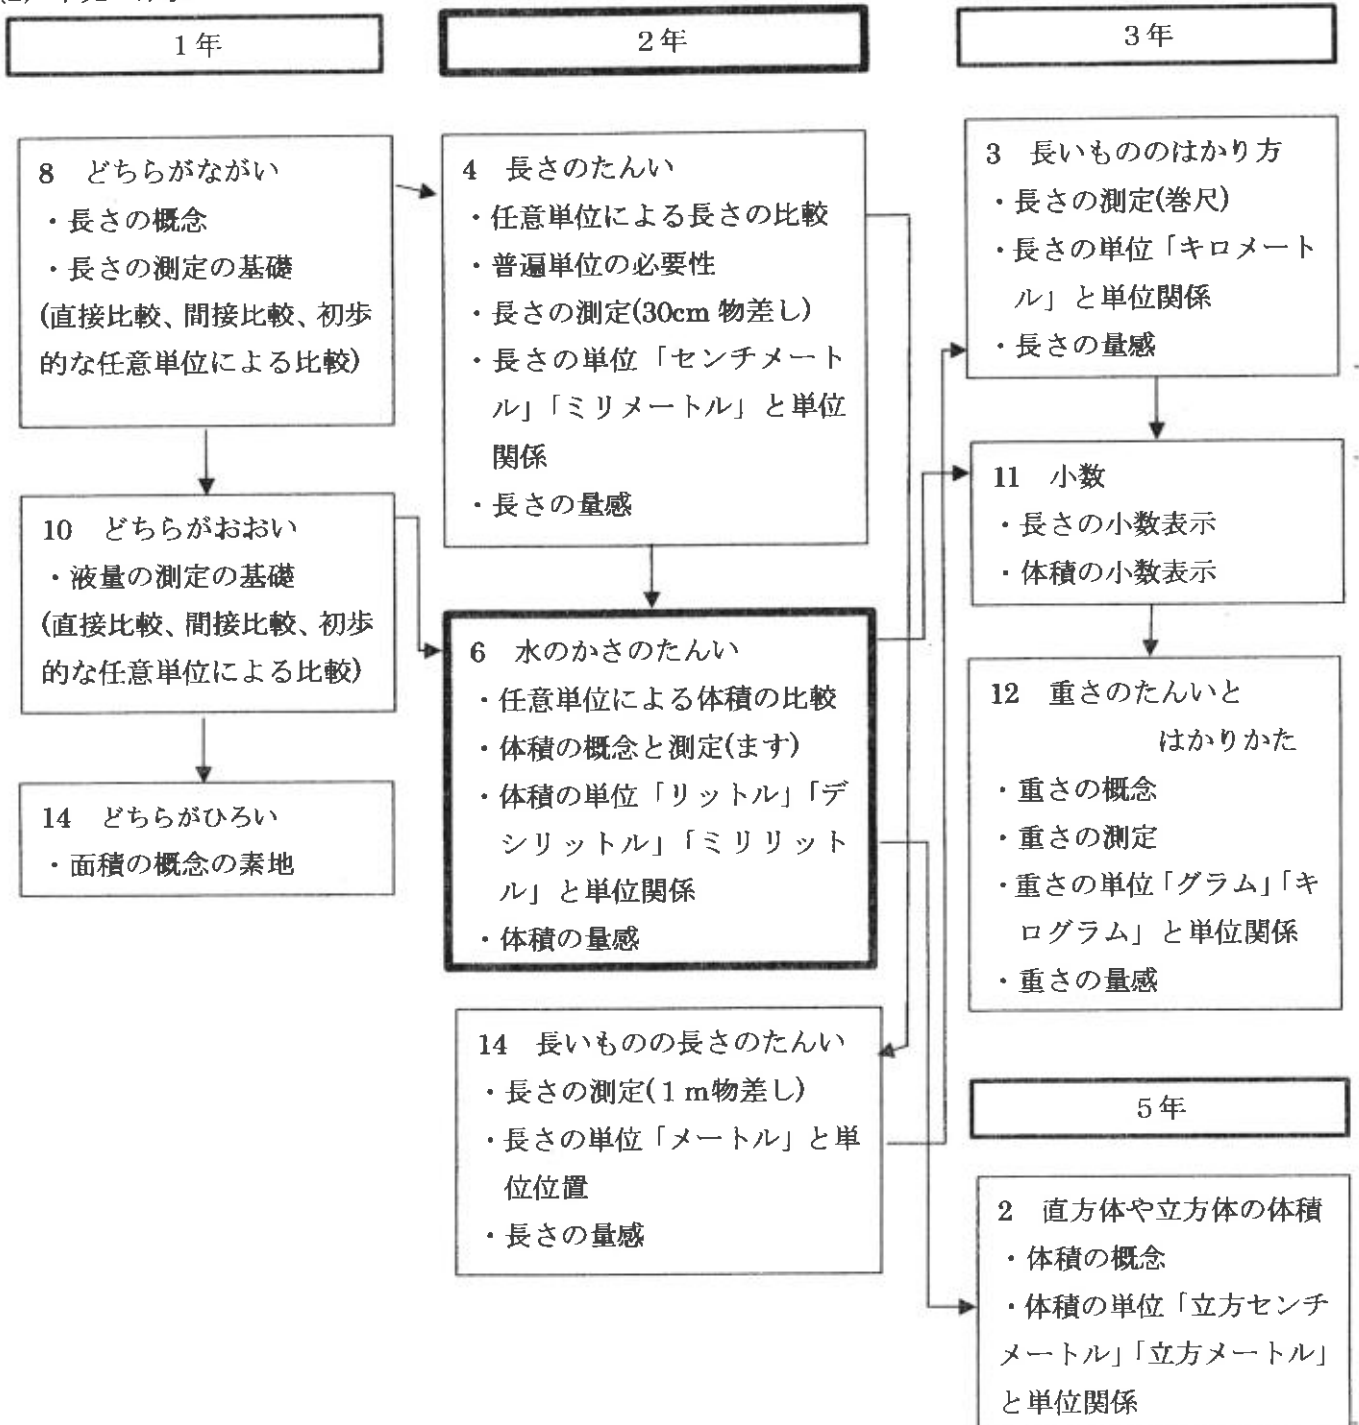 1年
8 どちらがながい
・長さの概念
・長さの測定の基礎
(直接比較、間接比較、初歩
的な任意単位による比較)
10 どちらがおおい
・液量の測定の基礎
(直接比較、間接比較、初歩
的な任意単位による比較)
14 どちらがひろい
・面積の概念の素地
2年
4 長さのたんい
・任意単位による長さの比較
・普遍単位の必要性
・長さの測定(30cm 物差し)
・長さの単位「センチメート
ル」「ミリメートル」と単位
関係
・長さの量感
6 水のかさのたんい
・任意単位による体積の比較
・体積の概念と測定(ます)
・体積の単位「リットル」「デ
シリットル」「ミリリット
ル」と単位関係
・体積の量感
14 長いものの長さのたんい
・長さの測定(1m物差し)
・長さの単位「メートル」と単
位位置
・長さの量感
3年
3 長いもののはかり方
・長さの測定(巻尺)
・長さの単位「キロメート
ル」と単位関係
・長さの量感
11 小数
・長さの小数表示
・体積の小数表示
12 重さのたんいと
はかりかた
・重さの概念
・重さの測定
・重さの単位「グラム」「キ
ログラム」と単位関係
・重さの量感
5年
2 直方体や立方体の体積
・体積の概念
・体積の単位「立方センチ
メートル」「立方メートル」
と単位関係